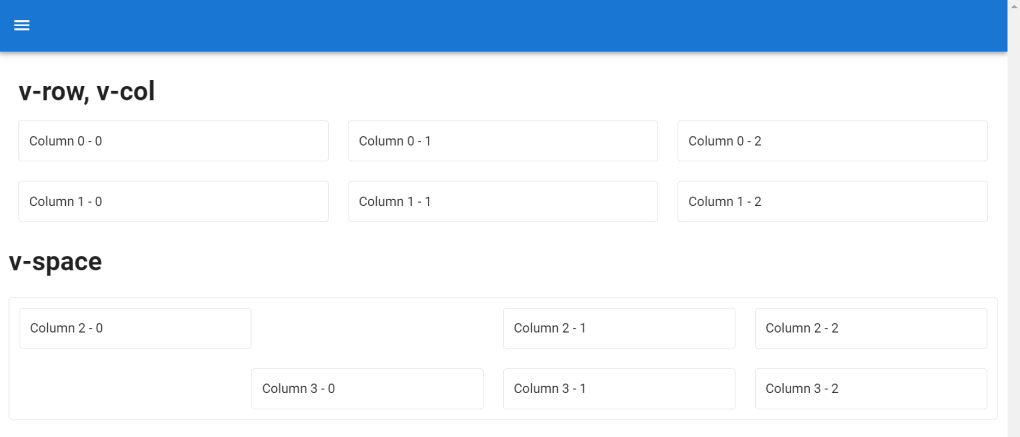 v-row, v-col
Column 0 - 0 Column 0 - 1 Column 0 - 2
Column 1 - 0 Column 1 - 1 Column 1 - 2
v-space
Column 2 - 0 Column 2 - 1 Column 2 - 2
Column 3 - 0 Column 3 - 1 Column 3 - 2